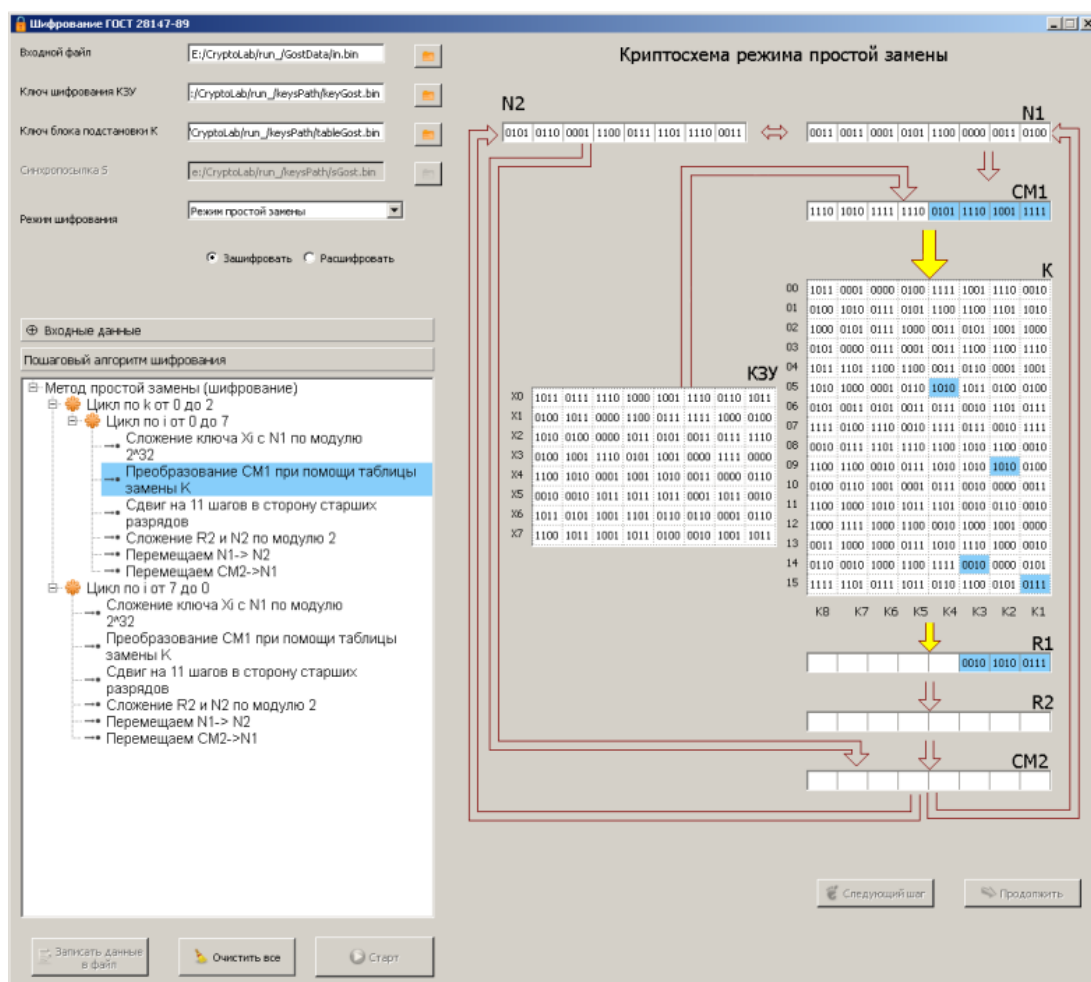 Шифрование ГОСТ 28147-89
Входной файл
E:/CryptoLab/run_/GostData/in.bin
Ключ шифрования КЗУ
:/CryptoLab/run_/keysPath/keyGost.bin
Ключ блока подстановки К
'CryptoLab/run_/keysPath/tableGost.bin
Синхропосылка S
e:/CryptoLab/run_/keysPath/sGost.bin
Режим шифрования
Режим простой замены
Зашифровать Расшифровать
Входные данные
Пошаговый алгоритм шифрования
Метод простой замены (шифрование)
Цикл по k от 0 до 2
Цикл по i от 0 до 7
Сложение ключа Xi с N1 по модулю
2^32
Преобразование СМ1 при помощи таблицы
замены К
Сдвиг на 11 шагов в сторону старших
разрядов
Сложение R2 и N2 по модулю 2
Перемещаем N1-> N2
Перемещаем СМ2->N1
Цикл по i от 7 до 0
Сложение ключа Xi с N1 по модулю
2^32
Преобразование СМ1 при помощи таблицы
замены К
Сдвиг на 11 шагов в сторону старших
разрядов
Сложение R2 и N2 по модулю 2
Перемещаем N1-> N2
Перемещаем СМ2->N1
Записать данные
в файл
Очистить все
Старт
Криптосхема режима простой замены
N2
0101 0110 0001 1100 0111 1101 1110 0011
N1
0011 0011 0001 0101 1100 0000 0011 0100
СМ1
1110 1010 1111 1110 0101 1110 1001 1111
К
00 1011 0001 0000 0100 1111 1001 1110 0010
01 0100 1010 0111 0101 1100 1100 1101 1010
02 1000 0101 0111 1000 0011 0101 1001 1000
03 0101 0000 0111 0001 0011 1100 1100 1110
04 1011 1101 1100 1100 0011 0110 0001 1001
05 1010 1000 0001 0110 1010 1011 0100 0100
06 0101 0011 0101 0011 0111 0010 1101 0111
07 1111 0100 1110 1000 0111 0000 0010 0011
08 0010 0111 1101 1110 1100 1010 1100 0010
09 1100 1100 0010 0111 1010 1010 1010 0100
10 0100 0110 1001 0001 0111 0010 0000 0011
11 1100 1000 1010 1011 1101 0010 0110 0010
12 1000 1111 1000 1100 0010 1000 1001 0000
13 0011 1000 1000 0111 1010 1110 1000 0010
14 0110 0010 1000 1100 1111 0010 0000 0101
15 1111 1101 0111 1011 0110 1100 0101 0111
К8 К7 К6 К5 К4 К3 К2 К1
КЗУ
X0 1011 0111 1110 1000 1001 1110 0110 1011
X1 0100 1011 0000 1100 0111 1111 1000 0100
X2 1010 0100 0000 1011 0101 0011 0111 1110
X3 0100 1001 1110 0101 1001 0000 1111 0000
X4 1100 1010 0001 1001 1010 0011 0000 0110
X5 0010 0010 1011 1011 1011 0001 1011 0010
X6 1011 0101 1001 1101 0110 0110 0001 0110
X7 1100 1011 1001 1011 0100 0010 1001 1011
R1
0010 1010 0111
R2
СМ2
Следующий шаг
Продолжить